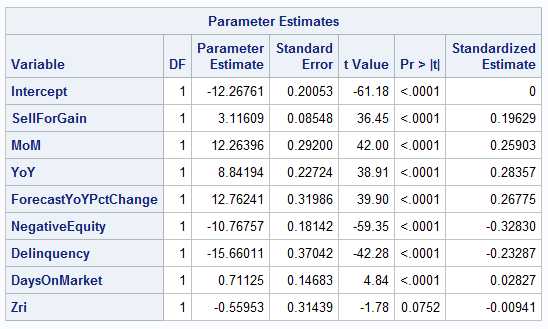 Parameter Estimates
Variable DF Parameter Estimate Standard Error t Value Pr > |t| Standardized Estimate
Intercept 1 -12.26761 0.20053 -61.18 <.0001 0
SellForGain 1 3.11609 0.08548 36.45 <.0001 0.19629
MoM 1 12.26396 0.29200 42.00 <.0001 0.25903
YoY 1 8.84194 0.22724 38.91 <.0001 0.28357
ForecastYoYPctChange 1 12.76241 0.31986 39.90 <.0001 0.26775
NegativeEquity 1 -10.76757 0.18142 -59.35 <.0001 -0.32830
Delinquency 1 -15.66011 0.37042 -42.28 <.0001 -0.23287
DaysOnMarket 1 0.71125 0.14683 4.84 <.0001 0.02827
Zri 1 -0.55953 0.31439 -1.78 0.0752 -0.00941